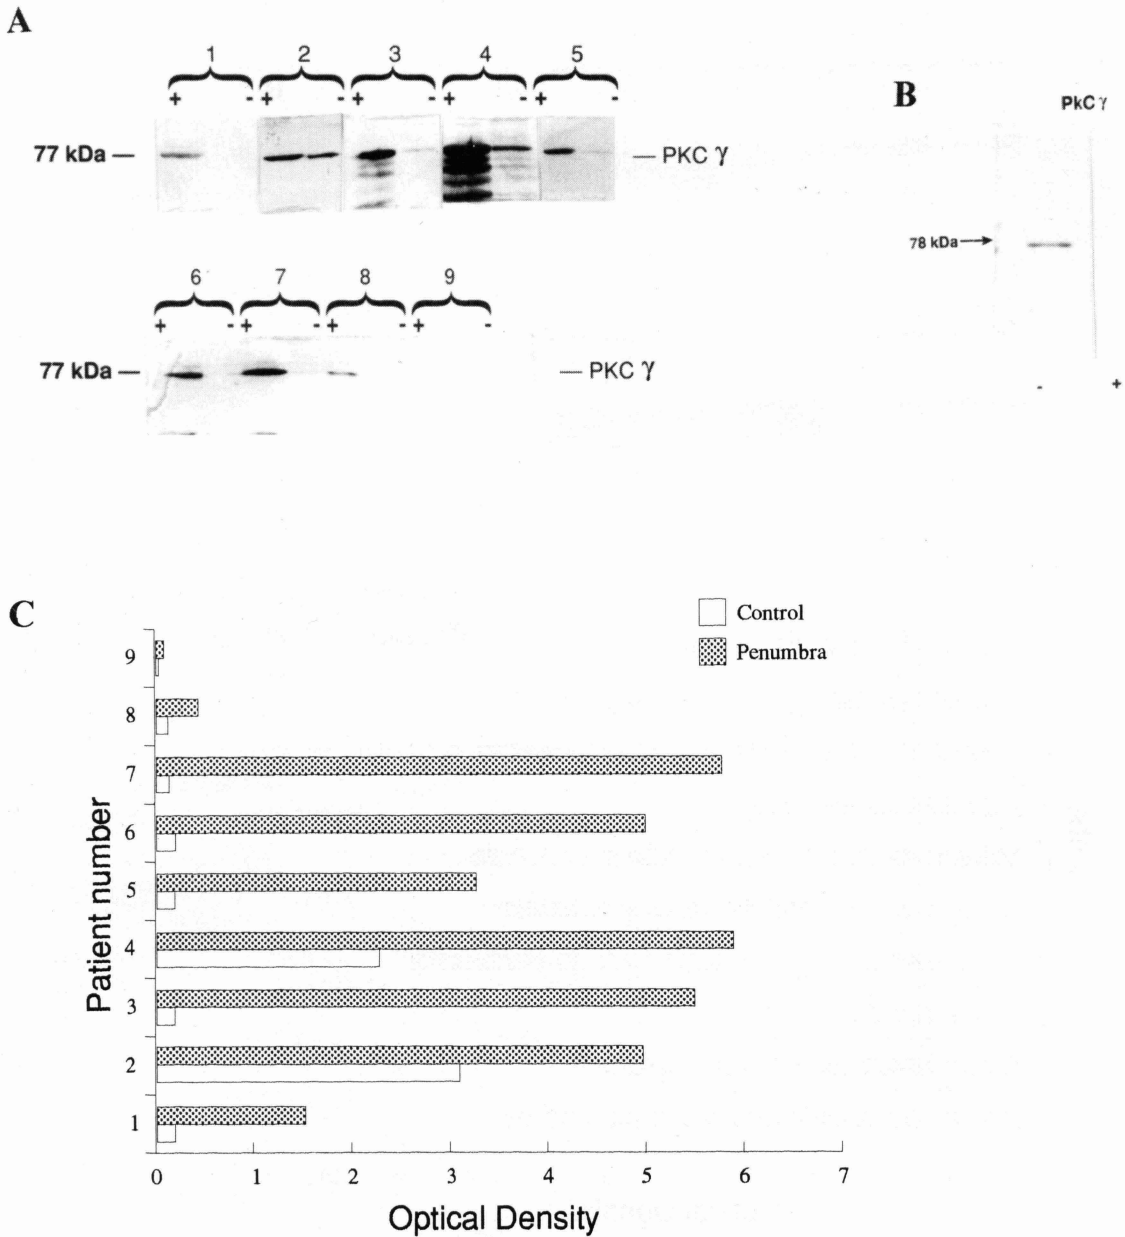 A
1 2 3 4 5
+ - + - + - + - + -
77 kDa — — PKC γ
6 7 8 9
+ - + - + - + -
77 kDa — — PKC γ
B
PkC γ
78 kDa
- +
C
Control
Penumbra
9
8
7
6
5
4
3
2
1
Patient number
0 1 2 3 4 5 6 7
Optical Density